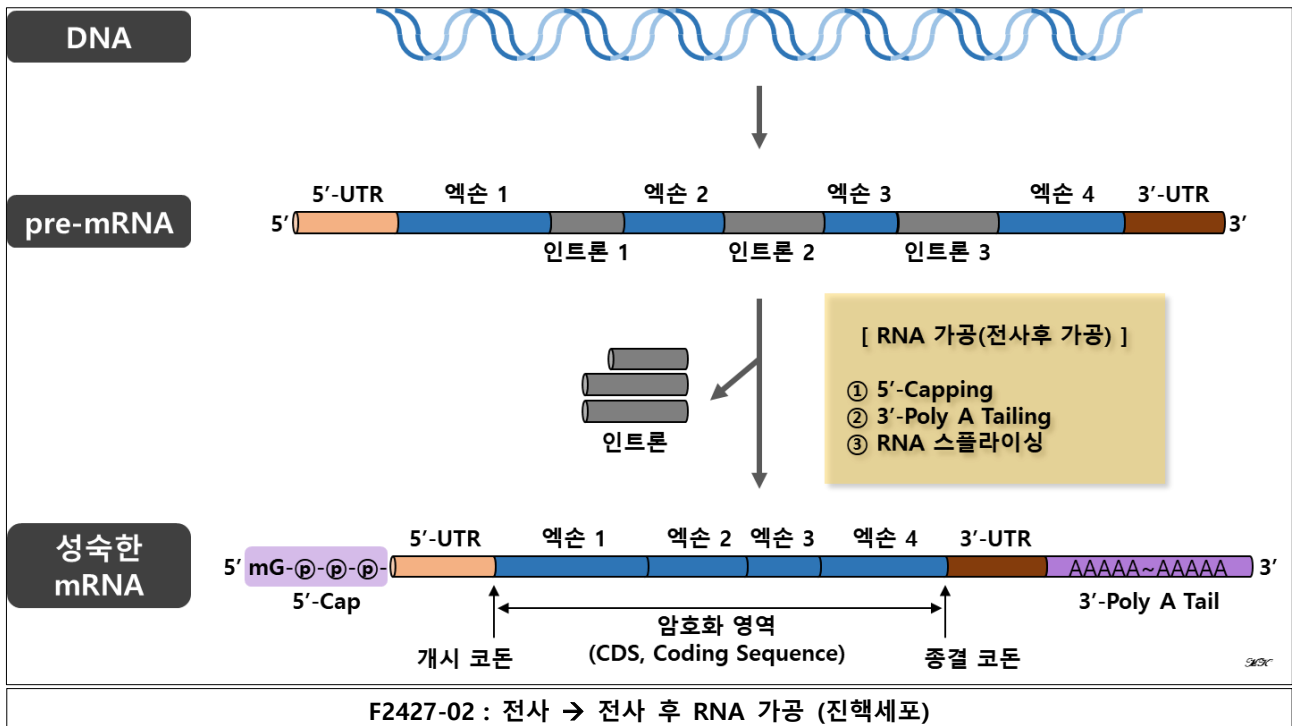 DNA
5′-UTR
엑손 1
엑손 2
엑손 3
엑손 4
3′-UTR
pre-mRNA
5′
3′
인트론 1
인트론 2
인트론 3
[ RNA 가공(전사후 가공) ]
① 5′-Capping
② 3′-Poly A Tailing
③ RNA 스플라이싱
인트론
성숙한
mRNA
5′-UTR
엑손 1
엑손 2
엑손 3
엑손 4
3′-UTR
5′
mG-ⓟ-ⓟ-ⓟ-
AAAAA~AAAAA
3′
5′-Cap
3′-Poly A Tail
암호화 영역
(CDS, Coding Sequence)
개시 코돈
종결 코돈
F2427-02 : 전사 → 전사 후 RNA 가공 (진핵세포)